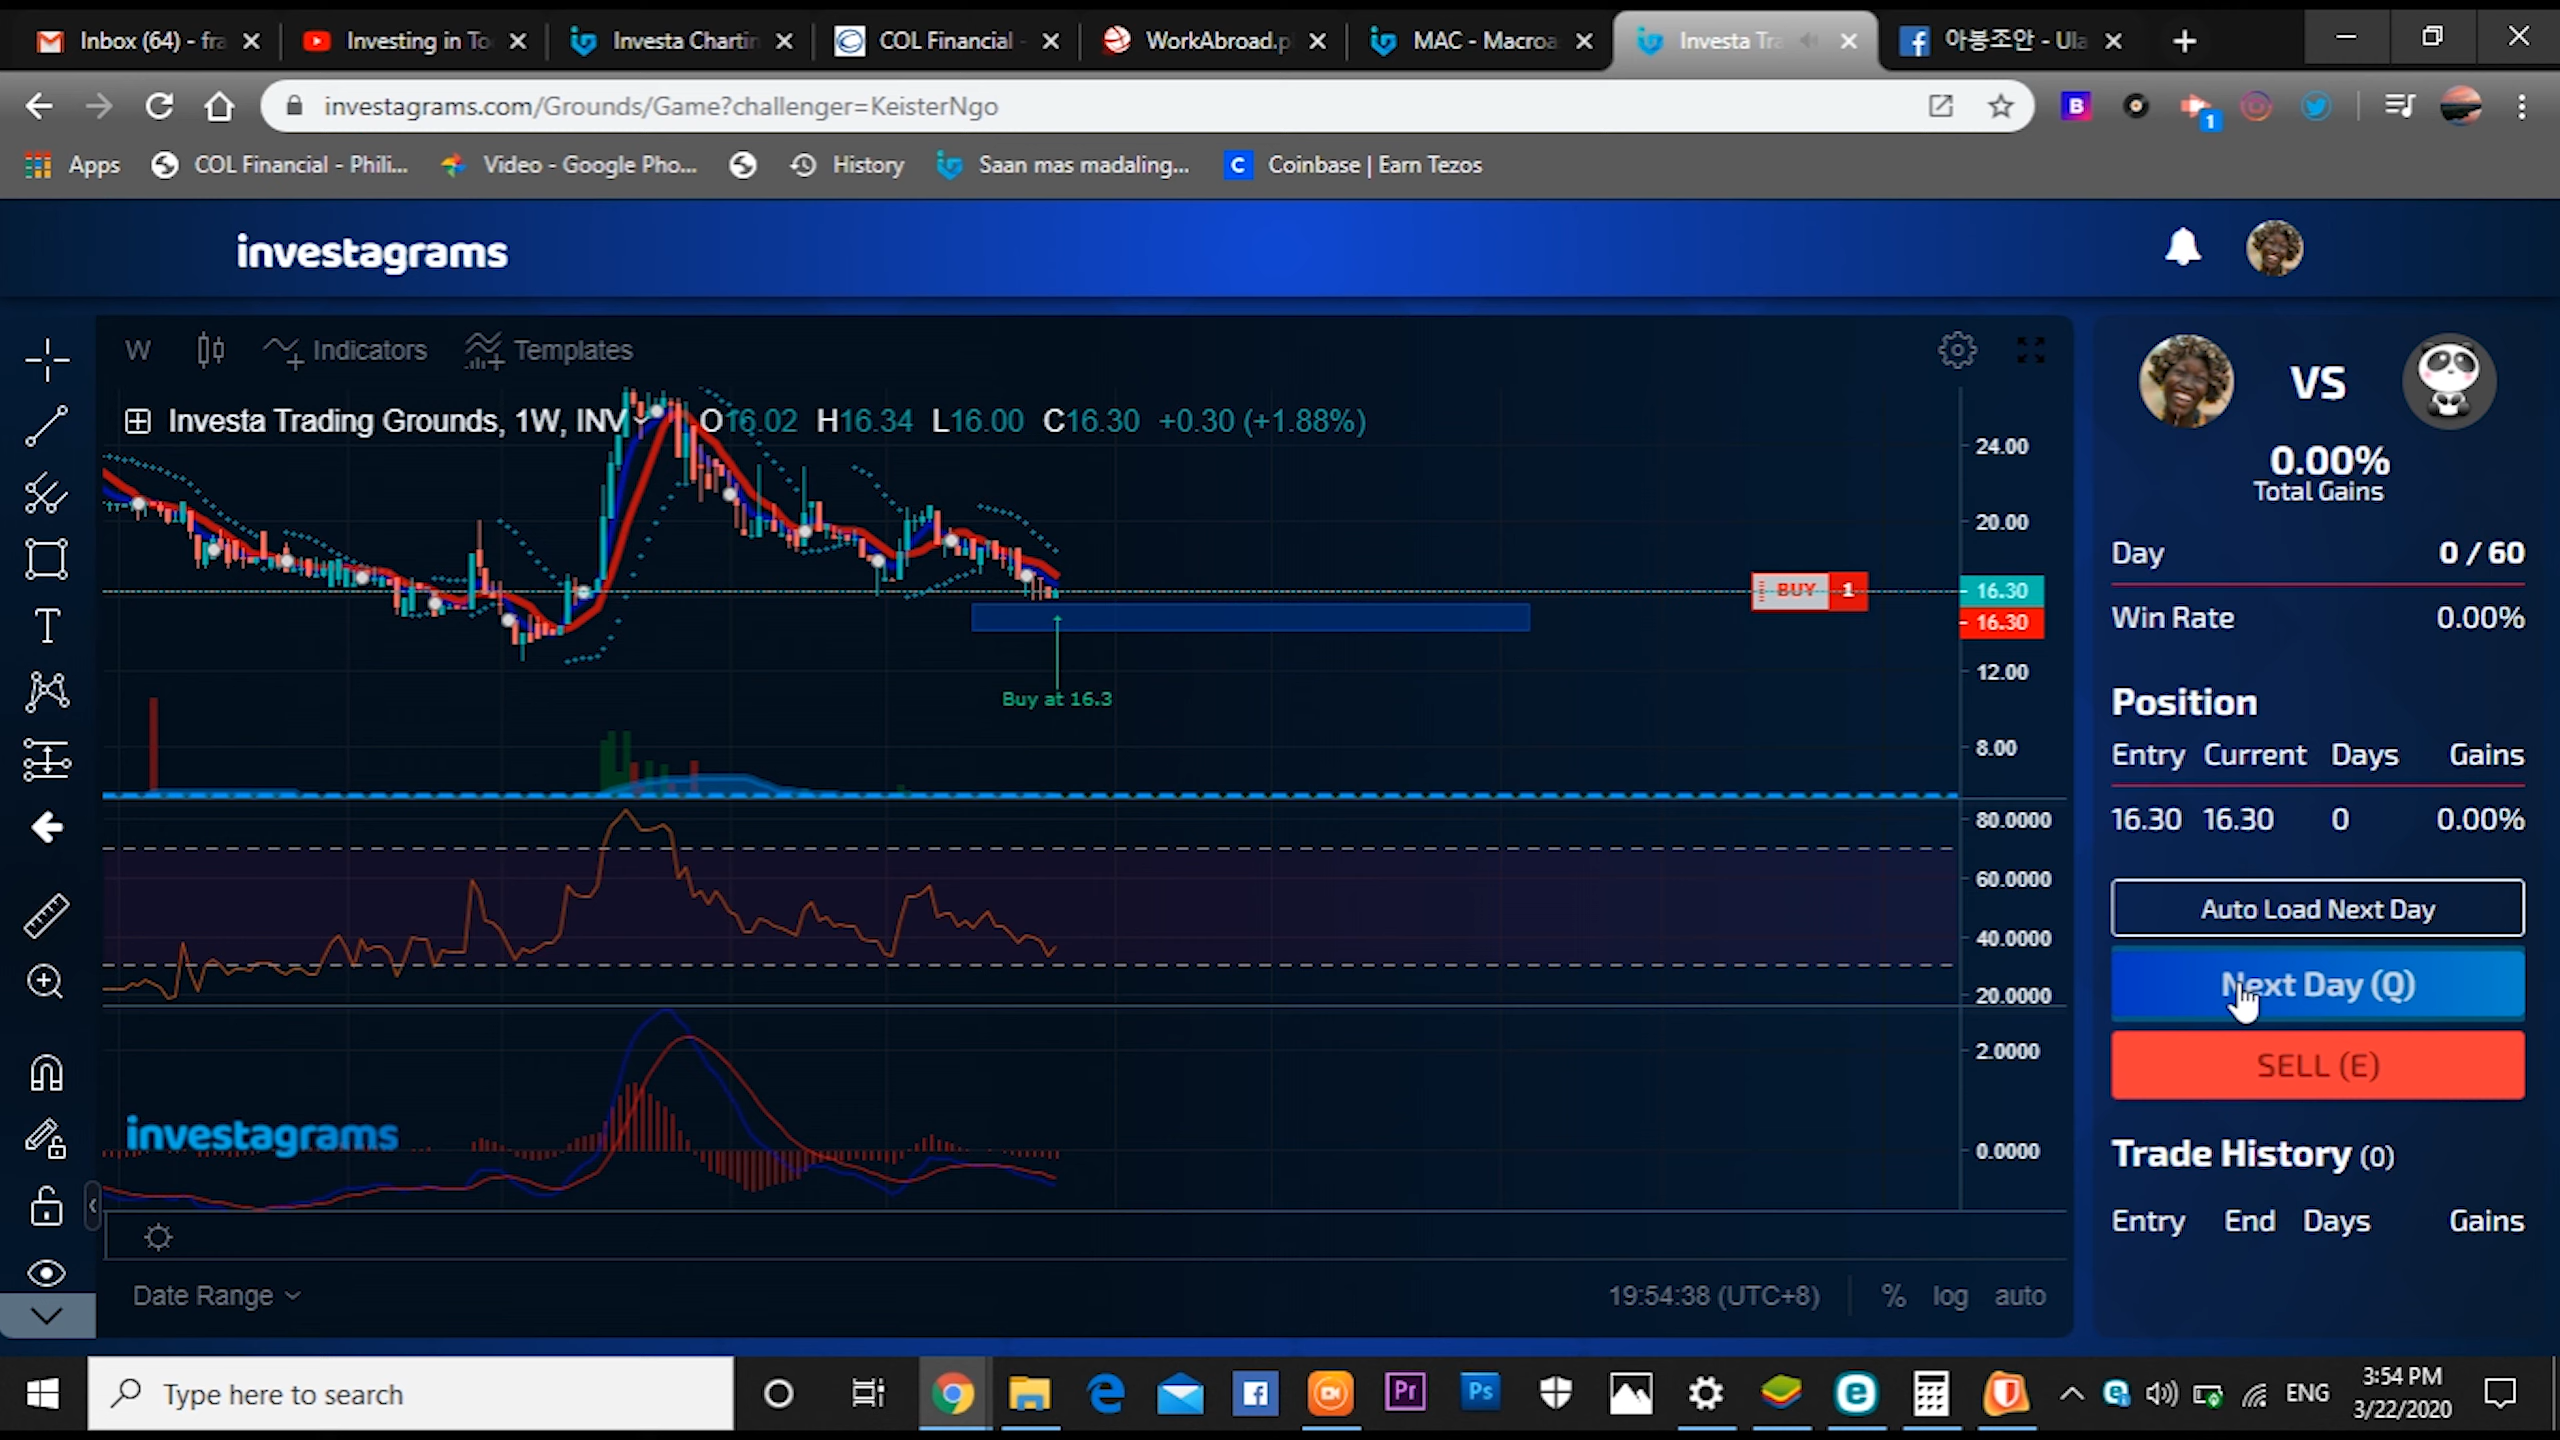 Inbox (64) - fra
Investing in To
Investa Chartin
COL Financial -
WorkAbroad.p
MAC - Macroa
Investa Tra
아봉조안 - Ula
investagrams.com/Grounds/Game?challenger=KeisterNgo
B
1
Apps
COL Financial - Phili...
Video - Google Pho...
History
Saan mas madaling...
C
Coinbase | Earn Tezos
investagrams
W
Indicators
Templates
Investa Trading Grounds, 1W, INV
O16.02 H16.34 L16.00 C16.30 +0.30 (+1.88%)
24.00
20.00
BUY 1
16.30
16.30
12.00
Buy at 16.3
8.00
80.0000
60.0000
40.0000
20.0000
2.0000
investagrams
0.0000
Date Range
19:54:38 (UTC+8)
%
log
auto
T
VS
0.00%
Total Gains
Day 0 / 60
Win Rate 0.00%
Position
Entry Current Days Gains
16.30 16.30 0 0.00%
Auto Load Next Day
Next Day (Q)
SELL (E)
Trade History (0)
Entry End Days Gains
Type here to search
Pr
Ps
ENG
3:54 PM
3/22/2020